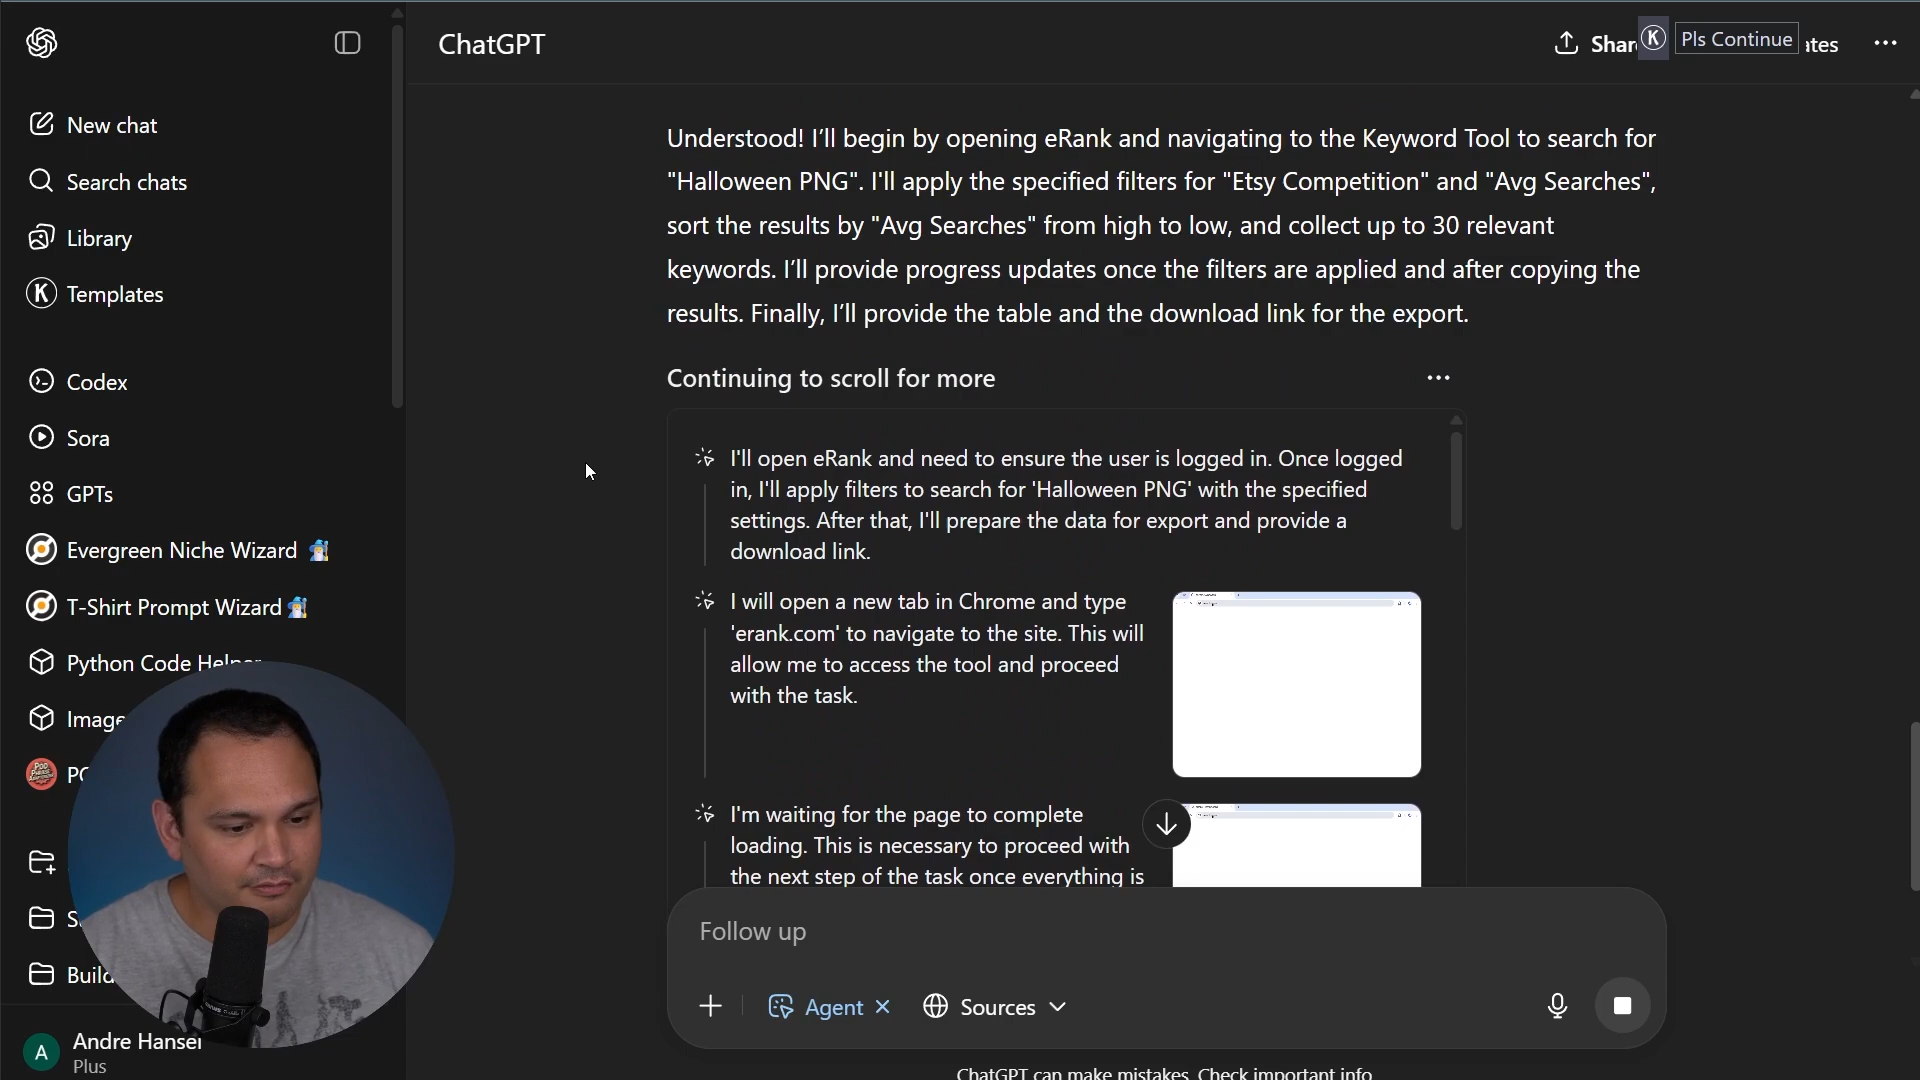 ChatGPT
Shar
K
Pls Continue
ates
New chat
Search chats
Library
K
Templates
Codex
Sora
GPTs
Evergreen Niche Wizard
T-Shirt Prompt Wizard
Python Code Helper
Image
Build
A
Andre Hansel
Plus
Understood! I’ll begin by opening eRank and navigating to the Keyword Tool to search for
"Halloween PNG". I'll apply the specified filters for "Etsy Competition" and "Avg Searches",
sort the results by "Avg Searches" from high to low, and collect up to 30 relevant
keywords. I’ll provide progress updates once the filters are applied and after copying the
results. Finally, I’ll provide the table and the download link for the export.
Continuing to scroll for more
I'll open eRank and need to ensure the user is logged in. Once logged
in, I'll apply filters to search for 'Halloween PNG' with the specified
settings. After that, I'll prepare the data for export and provide a
download link.
I will open a new tab in Chrome and type
'erank.com' to navigate to the site. This will
allow me to access the tool and proceed
with the task.
I'm waiting for the page to complete
loading. This is necessary to proceed with
the next step of the task once everything is
Follow up
Agent
Sources
ChatGPT can make mistakes. Check important info